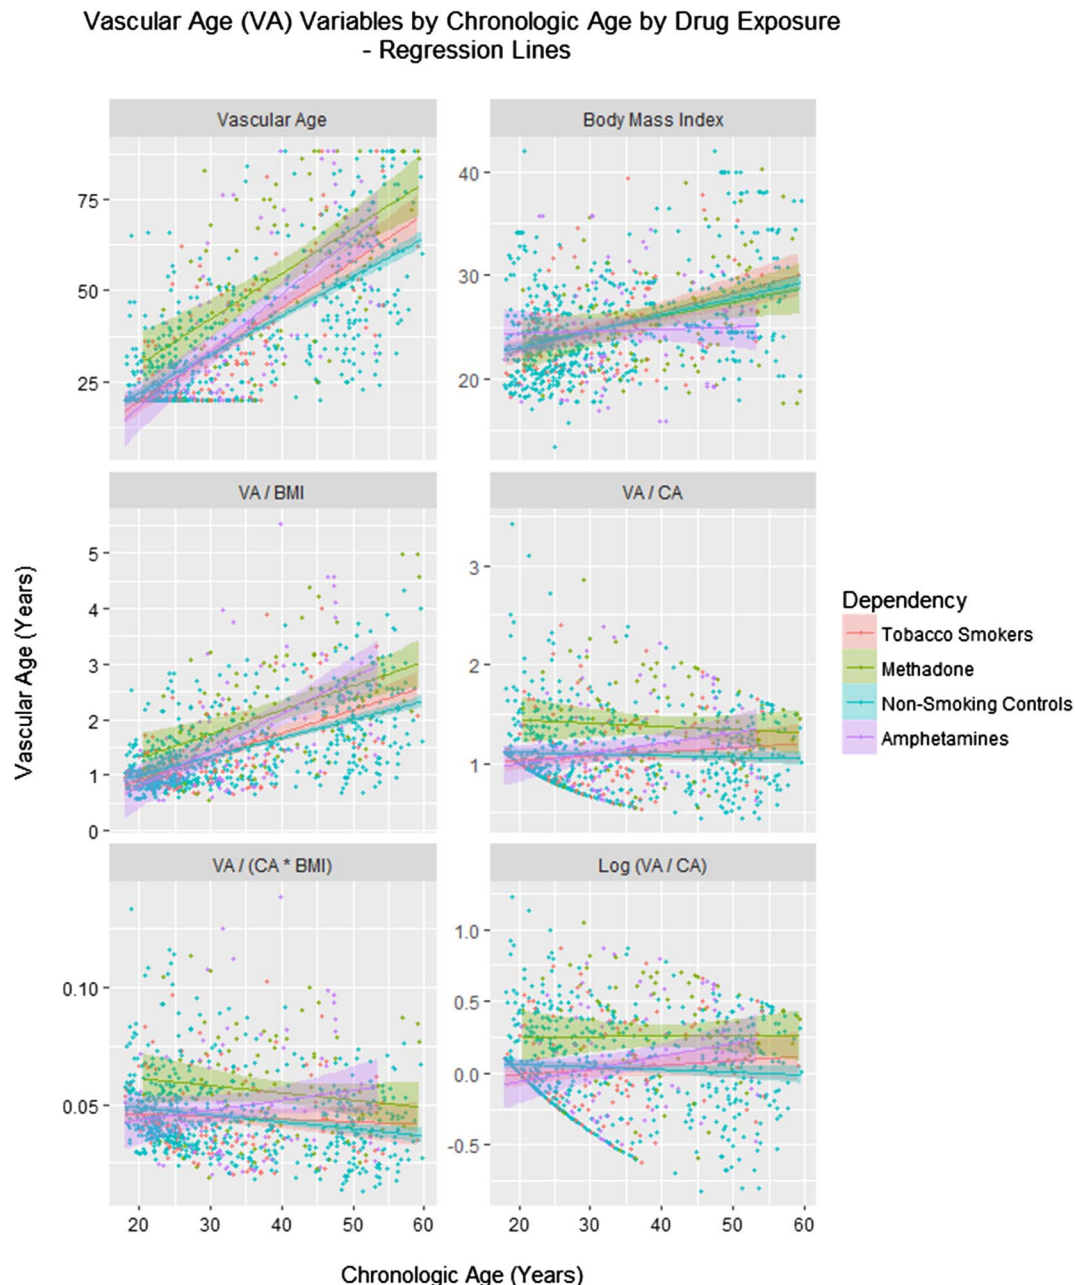 Vascular Age (VA) Variables by Chronologic Age by Drug Exposure
- Regression Lines
Vascular Age
Body Mass Index
75
50
25
40
30
20
VA / BMI
VA / CA
5
4
3
2
1
0
3
2
1
VA / (CA * BMI)
Log (VA / CA)
0.10
0.05
1.0
0.5
0.0
-0.5
20 30 40 50 60
20 30 40 50 60
Vascular Age (Years)
Chronologic Age (Years)
Dependency
Tobacco Smokers
Methadone
Non-Smoking Controls
Amphetamines